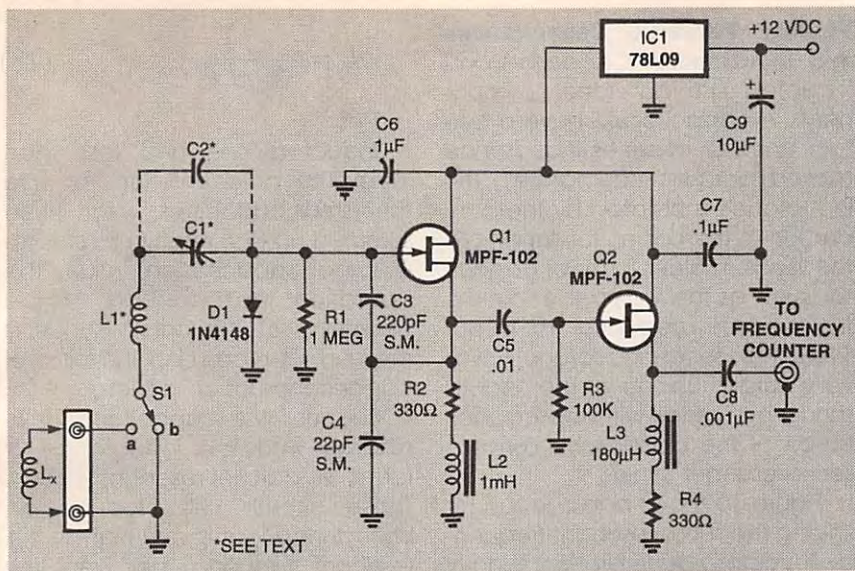 IC1
78L09
+12 VDC
+
C9
10µF
C6
.1µF
C2*
C1*
Q1
MPF-102
C7
.1µF
Q2
MPF-102
TO
FREQUENCY
COUNTER
L1*
D1
1N4148
R1
1 MEG
C3
220pF
S.M.
C5
.01
C8
.001µF
S1
a
b
LX
R2
330Ω
R3
100K
C4
22pF
S.M.
L2
1mH
L3
180µH
R4
330Ω
*SEE TEXT